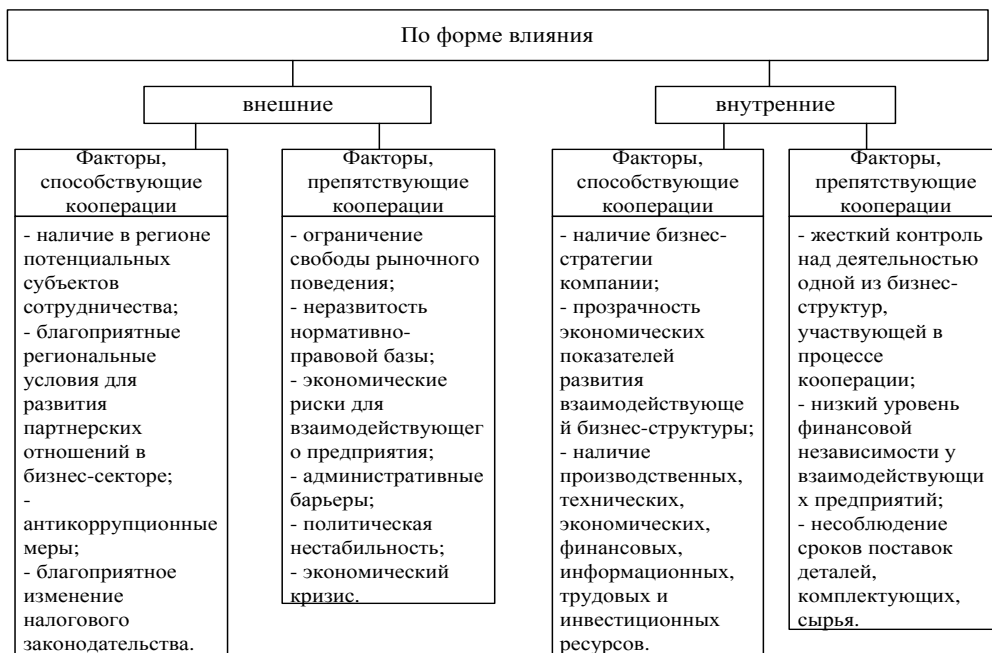 По форме влияния
внешние
внутренние
Факторы,
способствующие
кооперации
- наличие в регионе
потенциальных
субъектов
сотрудничества;
- благоприятные
региональные
условия для
развития
партнерских
отношений в
бизнес-секторе;
-
антикоррупционные
меры;
- благоприятное
изменение
налогового
законодательства.
Факторы,
препятствующие
кооперации
- ограничение
свободы рыночного
поведения;
- неразвитость
нормативно-
правовой базы;
- экономические
риски для
взаимодействующег
о предприятия;
- административные
барьеры;
- политическая
нестабильность;
- экономический
кризис.
Факторы,
способствующие
кооперации
- наличие бизнес-
стратегии
компании;
- прозрачность
экономических
показателей
развития
взаимодействующе
й бизнес-структуры;
- наличие
производственных,
технических,
экономических,
финансовых,
информационных,
трудовых и
инвестиционных
ресурсов.
Факторы,
препятствующие
кооперации
- жесткий контроль
над деятельностью
одной из бизнес-
структур,
участвующей в
процессе
кооперации;
- низкий уровень
финансовой
независимости у
взаимодействующи
х предприятий;
- несоблюдение
сроков поставок
деталей,
комплектующих,
сырья.